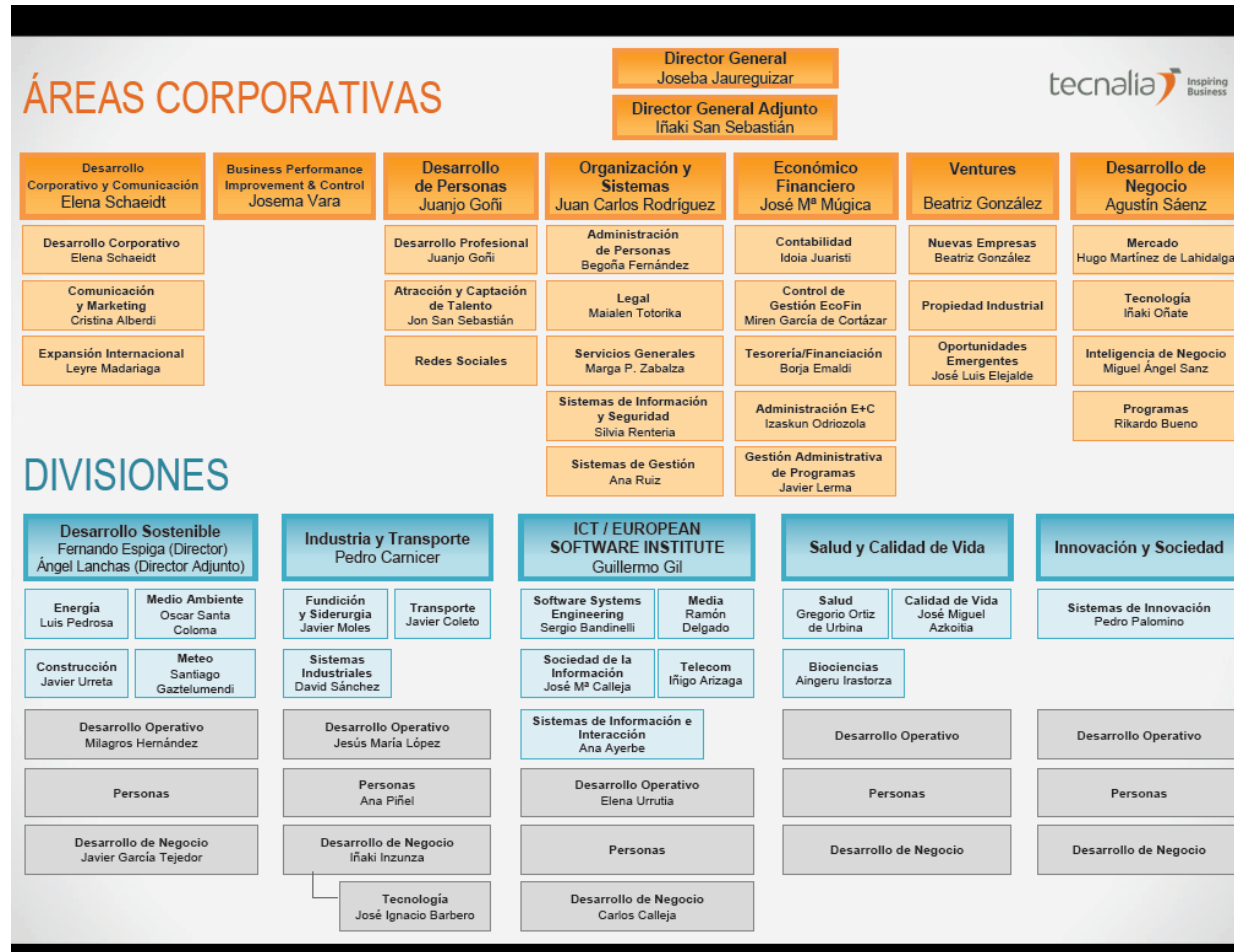 Director General
Joseba Jaureguizar
ÁREAS CORPORATIVAS
tecnalia Inspiring
Business
Director General Adjunto
Iñaki San Sebastián
Desarrollo
Corporativo y Comunicación
Elena Schaeidt
Business Performance
Improvement & Control
Josema Vara
Desarrollo
de Personas
Juanjo Goñi
Organización y
Sistemas
Juan Carlos Rodríguez
Económico
Financiero
José Mª Múgica
Ventures
Beatriz González
Desarrollo de
Negocio
Agustín Sáenz
Desarrollo Corporativo
Elena Schaeidt
Desarrollo Profesional
Juanjo Goñi
Administración
de Personas
Begoña Fernández
Contabilidad
Idoia Juaristi
Nuevas Empresas
Beatriz González
Mercado
Hugo Martínez de Lahidalga
Comunicación
y Marketing
Cristina Alberdi
Atracción y Captación
de Talento
Jon San Sebastián
Legal
Maialen Totorika
Control de
Gestión EcoFin
Miren García de Cortázar
Propiedad Industrial
Tecnología
Iñaki Oñate
Expansión Internacional
Leyre Madariaga
Redes Sociales
Servicios Generales
Marga P. Zabalza
Tesorería/Financiación
Borja Emaldi
Oportunidades
Emergentes
José Luis Elejalde
Inteligencia de Negocio
Miguel Ángel Sanz
Sistemas de Información
y Seguridad
Silvia Renteria
Administración E+C
Izaskun Odriozola
Programas
Rikardo Bueno
Sistemas de Gestión
Ana Ruiz
Gestión Administrativa
de Programas
Javier Lerma
DIVISIONES
Desarrollo Sostenible
Fernando Espiga (Director)
Ángel Lanchas (Director Adjunto)
Industria y Transporte
Pedro Carnicer
ICT / EUROPEAN
SOFTWARE INSTITUTE
Guillermo Gil
Salud y Calidad de Vida
Innovación y Sociedad
Energía
Luis Pedrosa
Medio Ambiente
Oscar Santa
Coloma
Fundición
y Siderurgia
Javier Moles
Transporte
Javier Coleto
Software Systems
Engineering
Sergio Bandinelli
Media
Ramón
Delgado
Salud
Gregorio Ortiz
de Urbina
Calidad de Vida
José Miguel
Azkoitia
Sistemas de Innovación
Pedro Palomino
Construcción
Javier Urreta
Meteo
Santiago
Gaztelumendi
Sistemas
Industriales
David Sánchez
Sociedad de la
Información
José Mª Calleja
Telecom
Iñigo Arizaga
Biociencias
Aingeru Irastorza
Desarrollo Operativo
Milagros Hernández
Desarrollo Operativo
Jesús María López
Sistemas de Información e
Interacción
Ana Ayerbe
Desarrollo Operativo
Desarrollo Operativo
Personas
Personas
Ana Piñel
Desarrollo Operativo
Elena Urrutia
Personas
Personas
Desarrollo de Negocio
Javier García Tejedor
Desarrollo de Negocio
Iñaki Inzunza
Personas
Desarrollo de Negocio
Desarrollo de Negocio
Tecnología
José Ignacio Barbero
Desarrollo de Negocio
Carlos Calleja